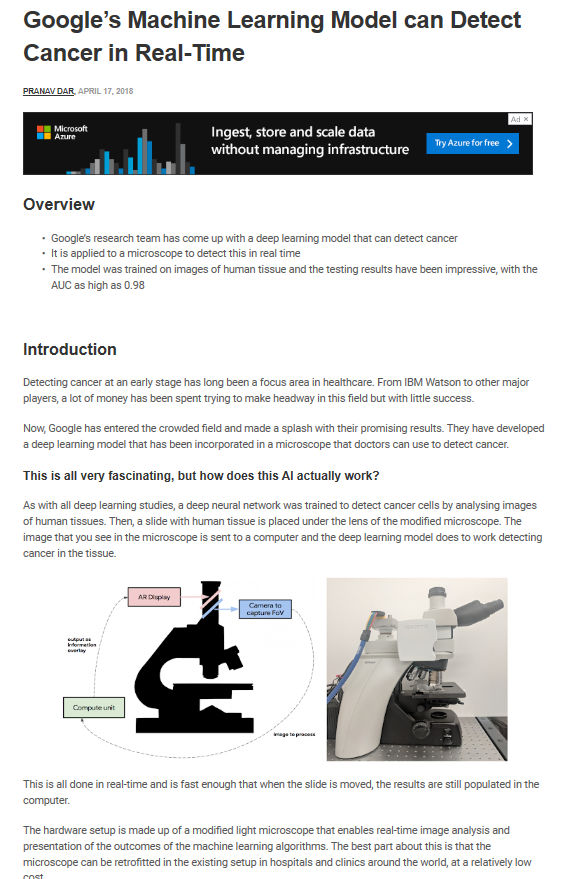 Google's Machine Learning Model can Detect
Cancer in Real-Time
PRANAV DAR, APRIL 17, 2018
Ad ×
Microsoft
Azure
Ingest, store and scale data
without managing infrastructure
Try Azure for free
Overview
• Google's research team has come up with a deep learning model that can detect cancer
• It is applied to a microscope to detect this in real time
• The model was trained on images of human tissue and the testing results have been impressive, with the
AUC as high as 0.98
Introduction
Detecting cancer at an early stage has long been a focus area in healthcare. From IBM Watson to other major
players, a lot of money has been spent trying to make headway in this field but with little success.
Now, Google has entered the crowded field and made a splash with their promising results. They have developed
a deep learning model that has been incorporated in a microscope that doctors can use to detect cancer.
This is all very fascinating, but how does this AI actually work?
As with all deep learning studies, a deep neural network was trained to detect cancer cells by analysing images
of human tissues. Then, a slide with human tissue is placed under the lens of the modified microscope. The
image that you see in the microscope is sent to a computer and the deep learning model does to work detecting
cancer in the tissue.
AR Display
Camera to
capture FoV
output as
information
overlay
Compute unit
image to process
This is all done in real-time and is fast enough that when the slide is moved, the results are still populated in the
computer.
The hardware setup is made up of a modified light microscope that enables real-time image analysis and
presentation of the outcomes of the machine learning algorithms. The best part about this is that the
microscope can be retrofitted in the existing setup in hospitals and clinics around the world, at a relatively low
cost